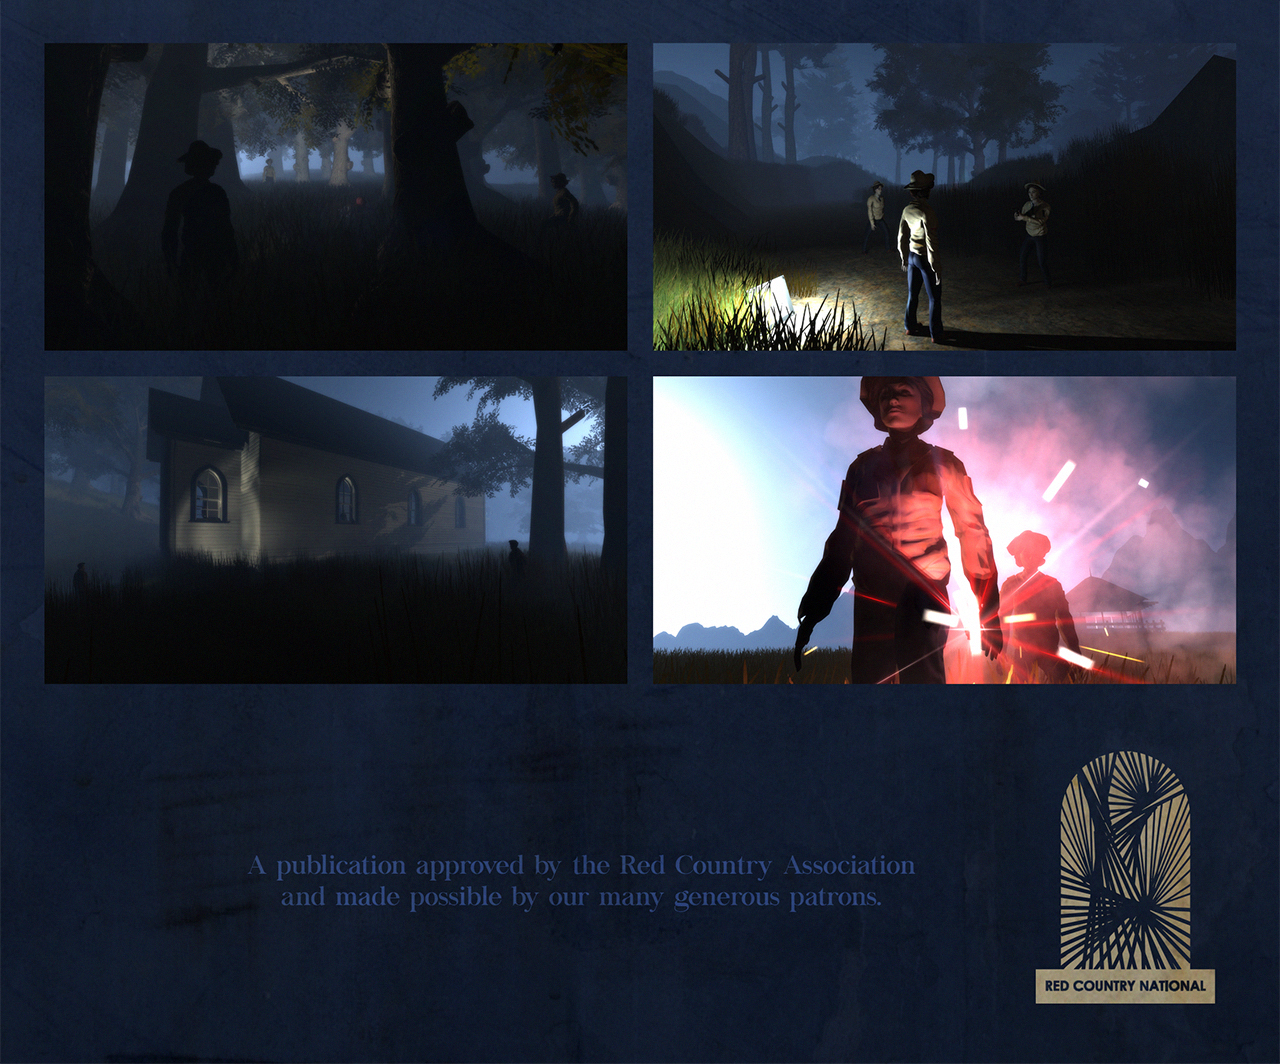 A publication approved by the Red Country Association
and made possible by our many generous patrons.
RED COUNTRY NATIONAL